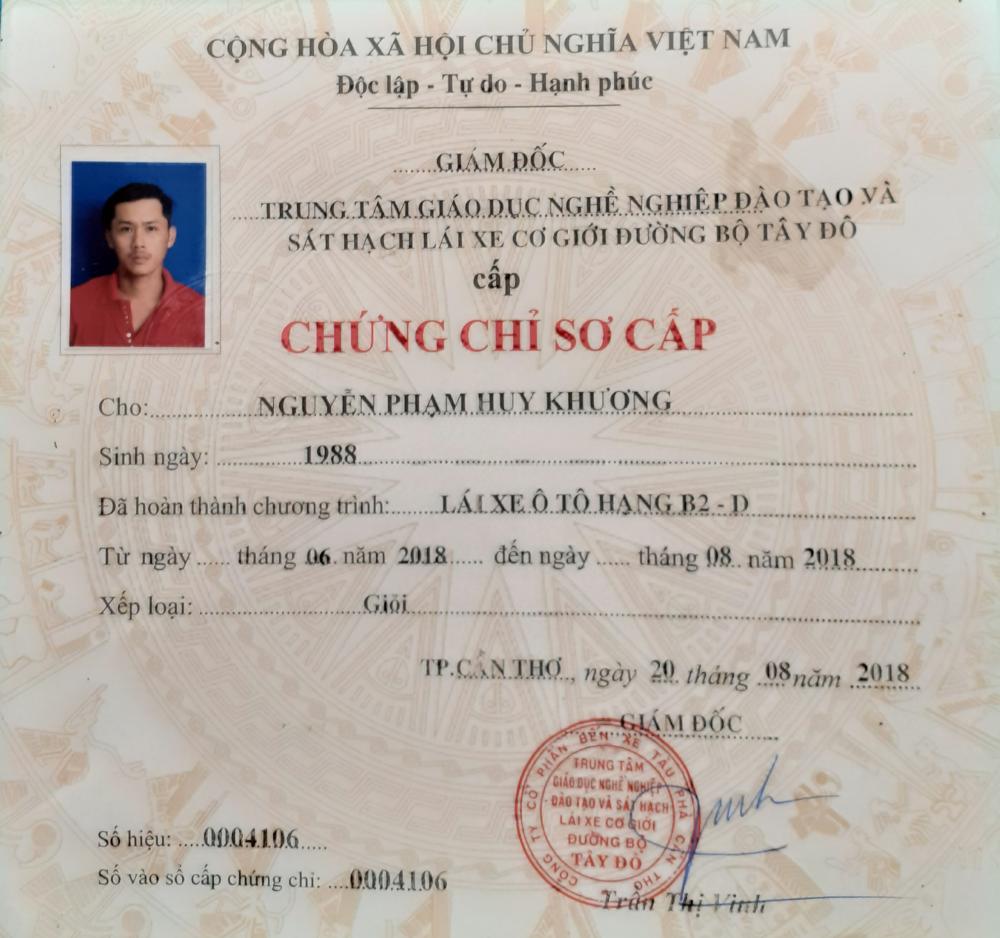 CỘNG HÒA XÃ HỘI CHỦ NGHĨA VIỆT NAM
Độc lập - Tự do - Hạnh phúc
GIÁM ĐỐC
TRUNG TÂM GIÁO DỤC NGHỀ NGHIỆP ĐÀO TẠO VÀ
SÁT HẠCH LÁI XE CƠ GIỚI ĐƯỜNG BỘ TÂY ĐÔ
cấp
CHỨNG CHỈ SƠ CẤP
Cho: NGUYỄN PHẠM HUY KHƯƠNG
Sinh ngày: 1988
Đã hoàn thành chương trình: LÁI XE Ô TÔ HẠNG B2 - D
Từ ngày ...... tháng 06 năm 2018 ...... đến ngày ...... tháng 08 năm 2018
Xếp loại: Giỏi
TP.CẦN THƠ, ngày 20 tháng 08 năm 2018
GIÁM ĐỐC
CÔNG TY CỔ PHẦN BẾN XE TÀU PHÀ CẦN THƠ
TRUNG TÂM
GIÁO DỤC NGHỀ NGHIỆP
ĐÀO TẠO VÀ SÁT HẠCH
LÁI XE CƠ GIỚI
ĐƯỜNG BỘ
TÂY ĐÔ
Số hiệu: 0004106
Số vào sổ cấp chứng chỉ: 0004106
Trần Thị Vinh